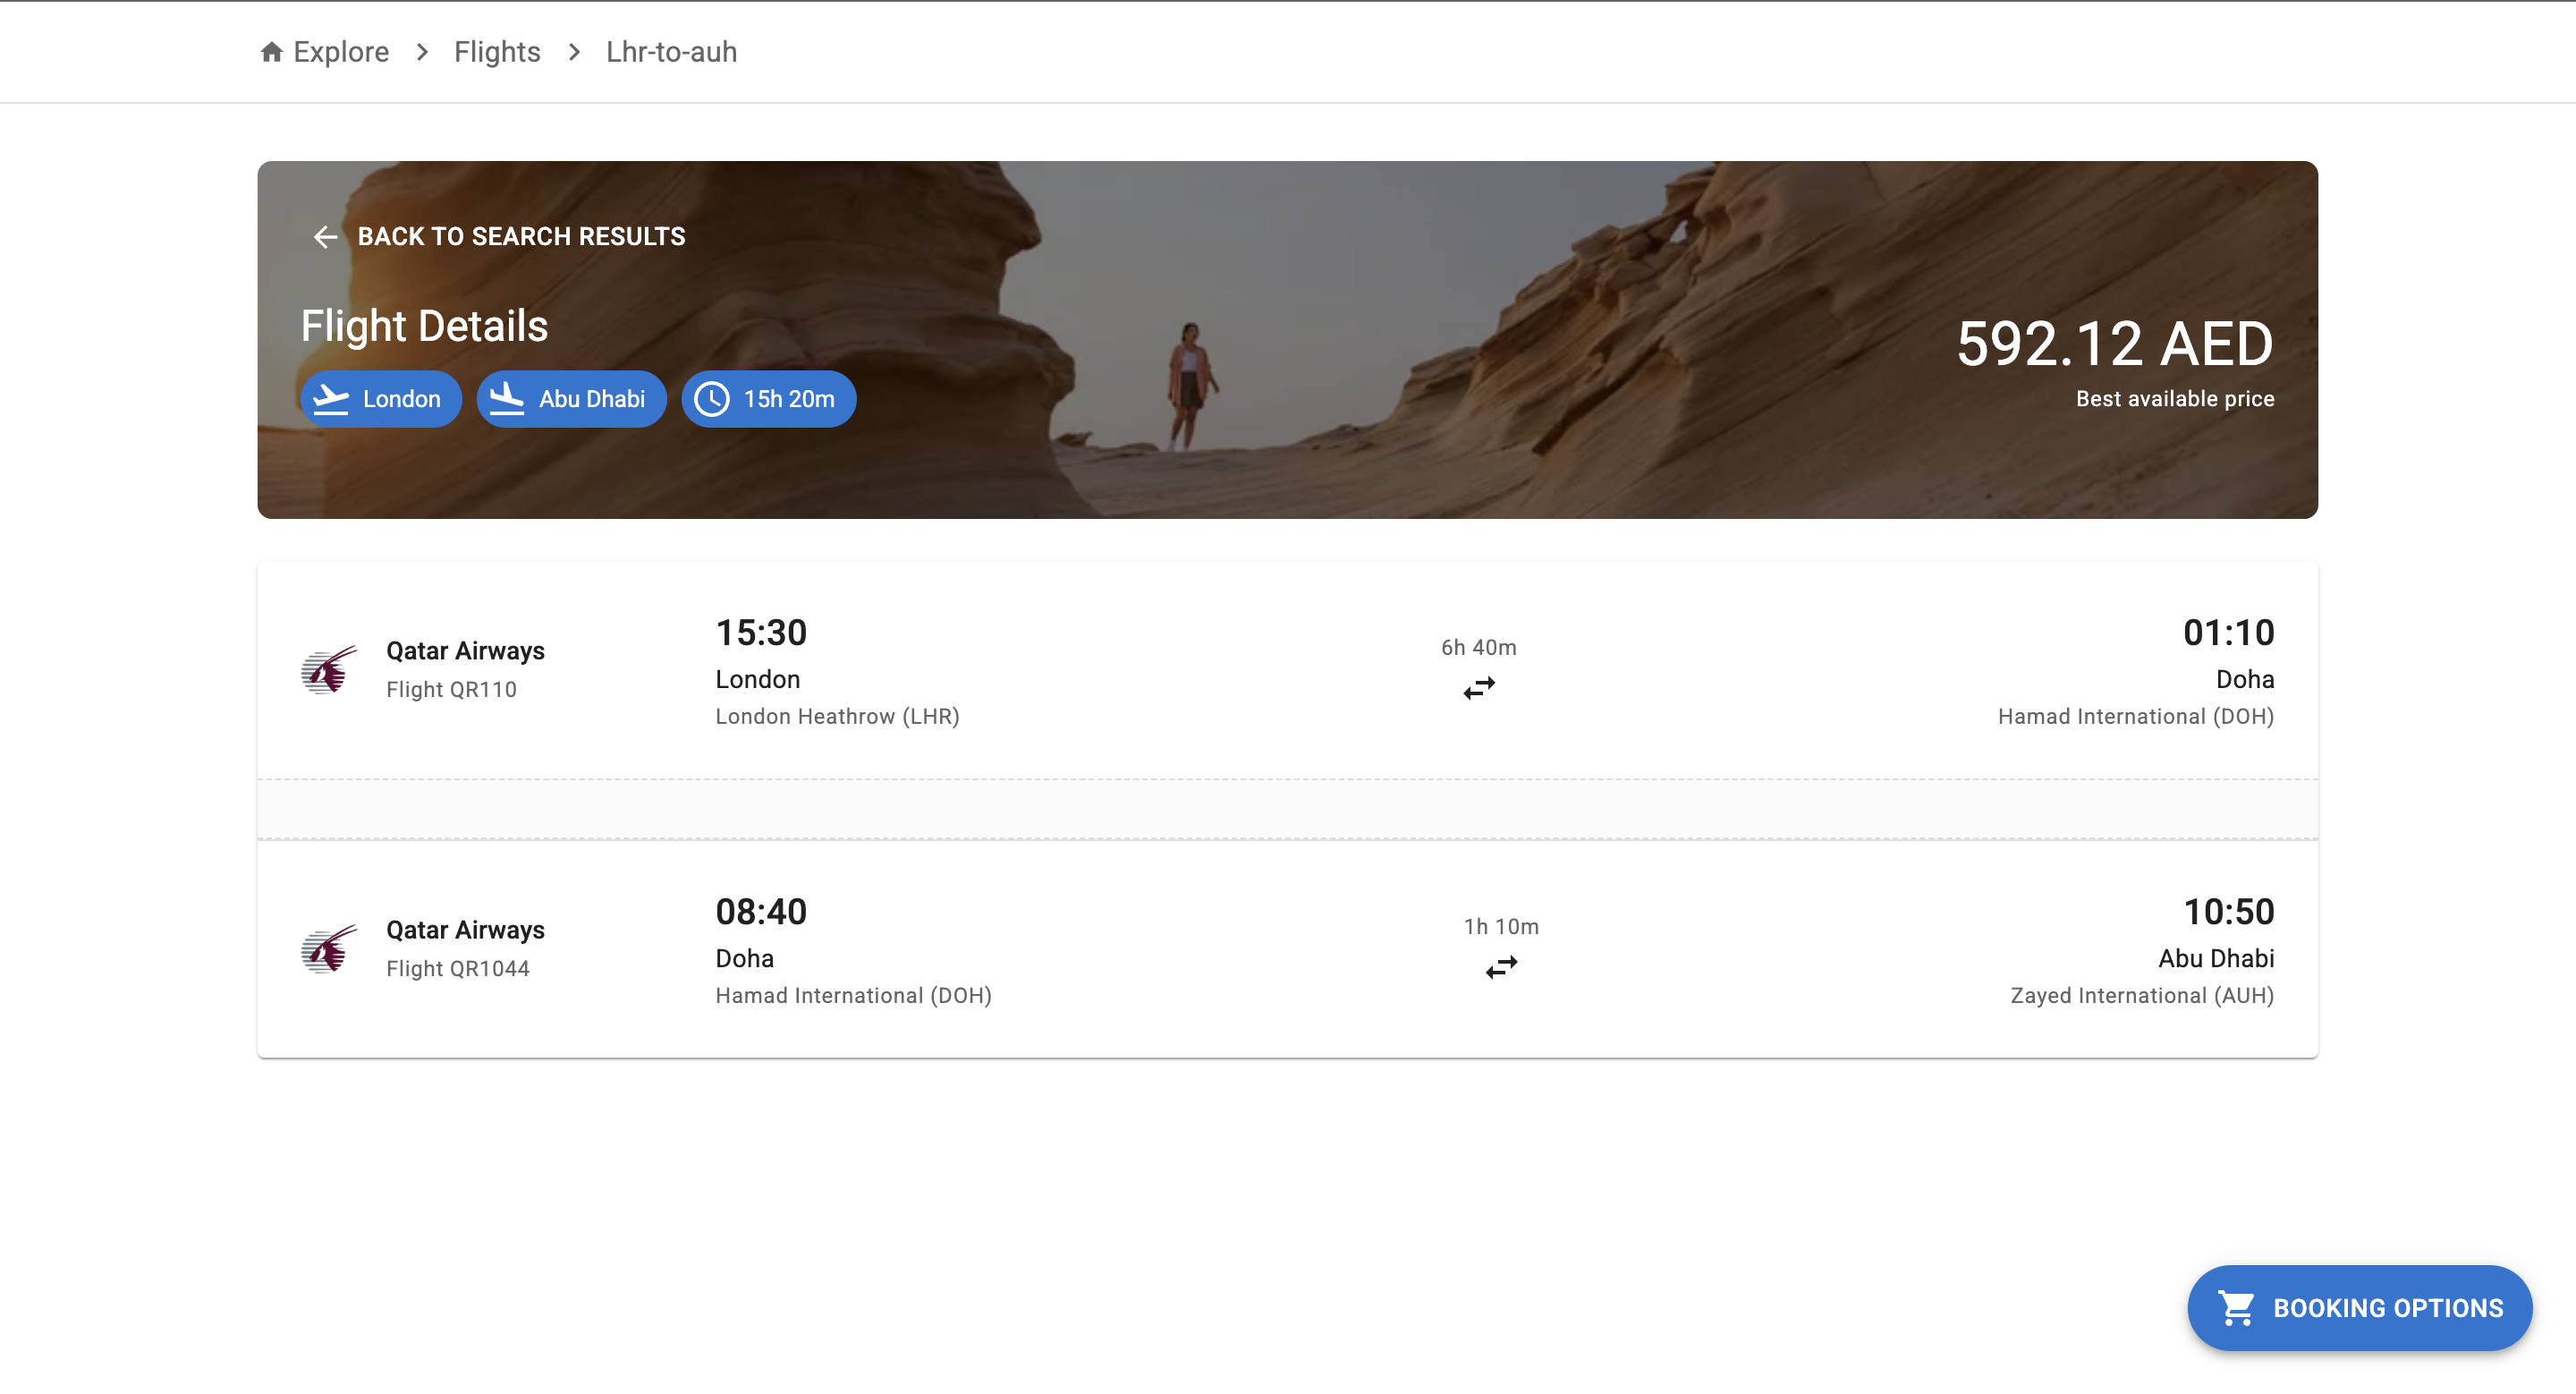 Explore > Flights > Lhr-to-auh
BACK TO SEARCH RESULTS
Flight Details
London Abu Dhabi 15h 20m
592.12 AED
Best available price
Qatar Airways
Flight QR110
15:30
London
London Heathrow (LHR)
6h 40m
01:10
Doha
Hamad International (DOH)
Qatar Airways
Flight QR1044
08:40
Doha
Hamad International (DOH)
1h 10m
10:50
Abu Dhabi
Zayed International (AUH)
BOOKING OPTIONS